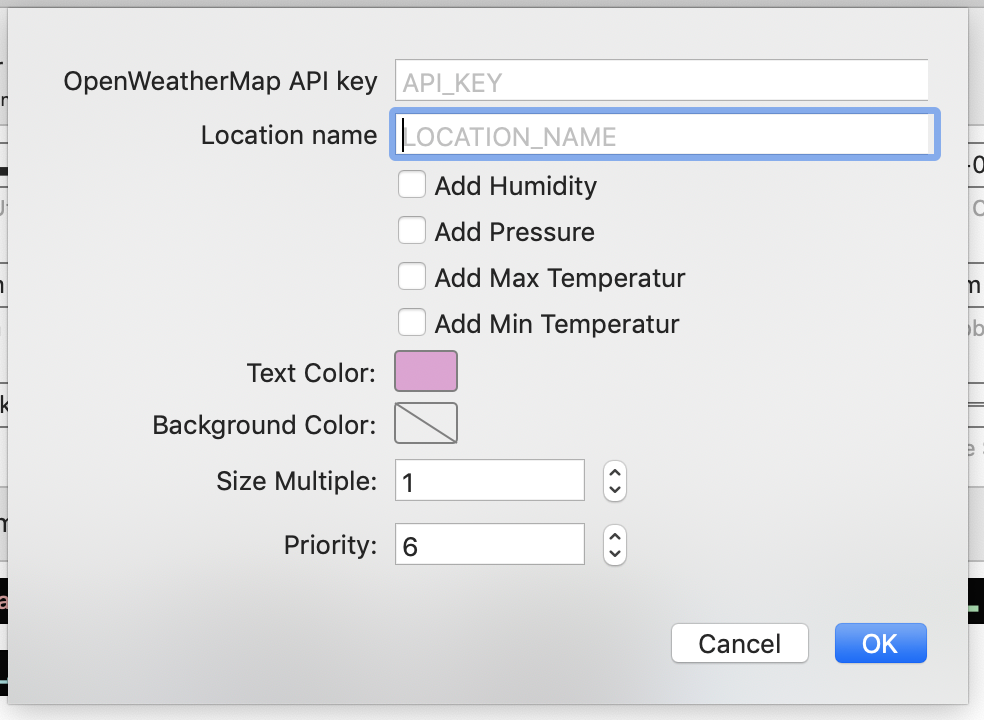 OpenWeatherMap API key API_KEY
Location name LOCATION_NAME
Add Humidity
Add Pressure
Add Max Temperatur
Add Min Temperatur
Text Color:
Background Color:
Size Multiple: 1
Priority: 6
Cancel OK